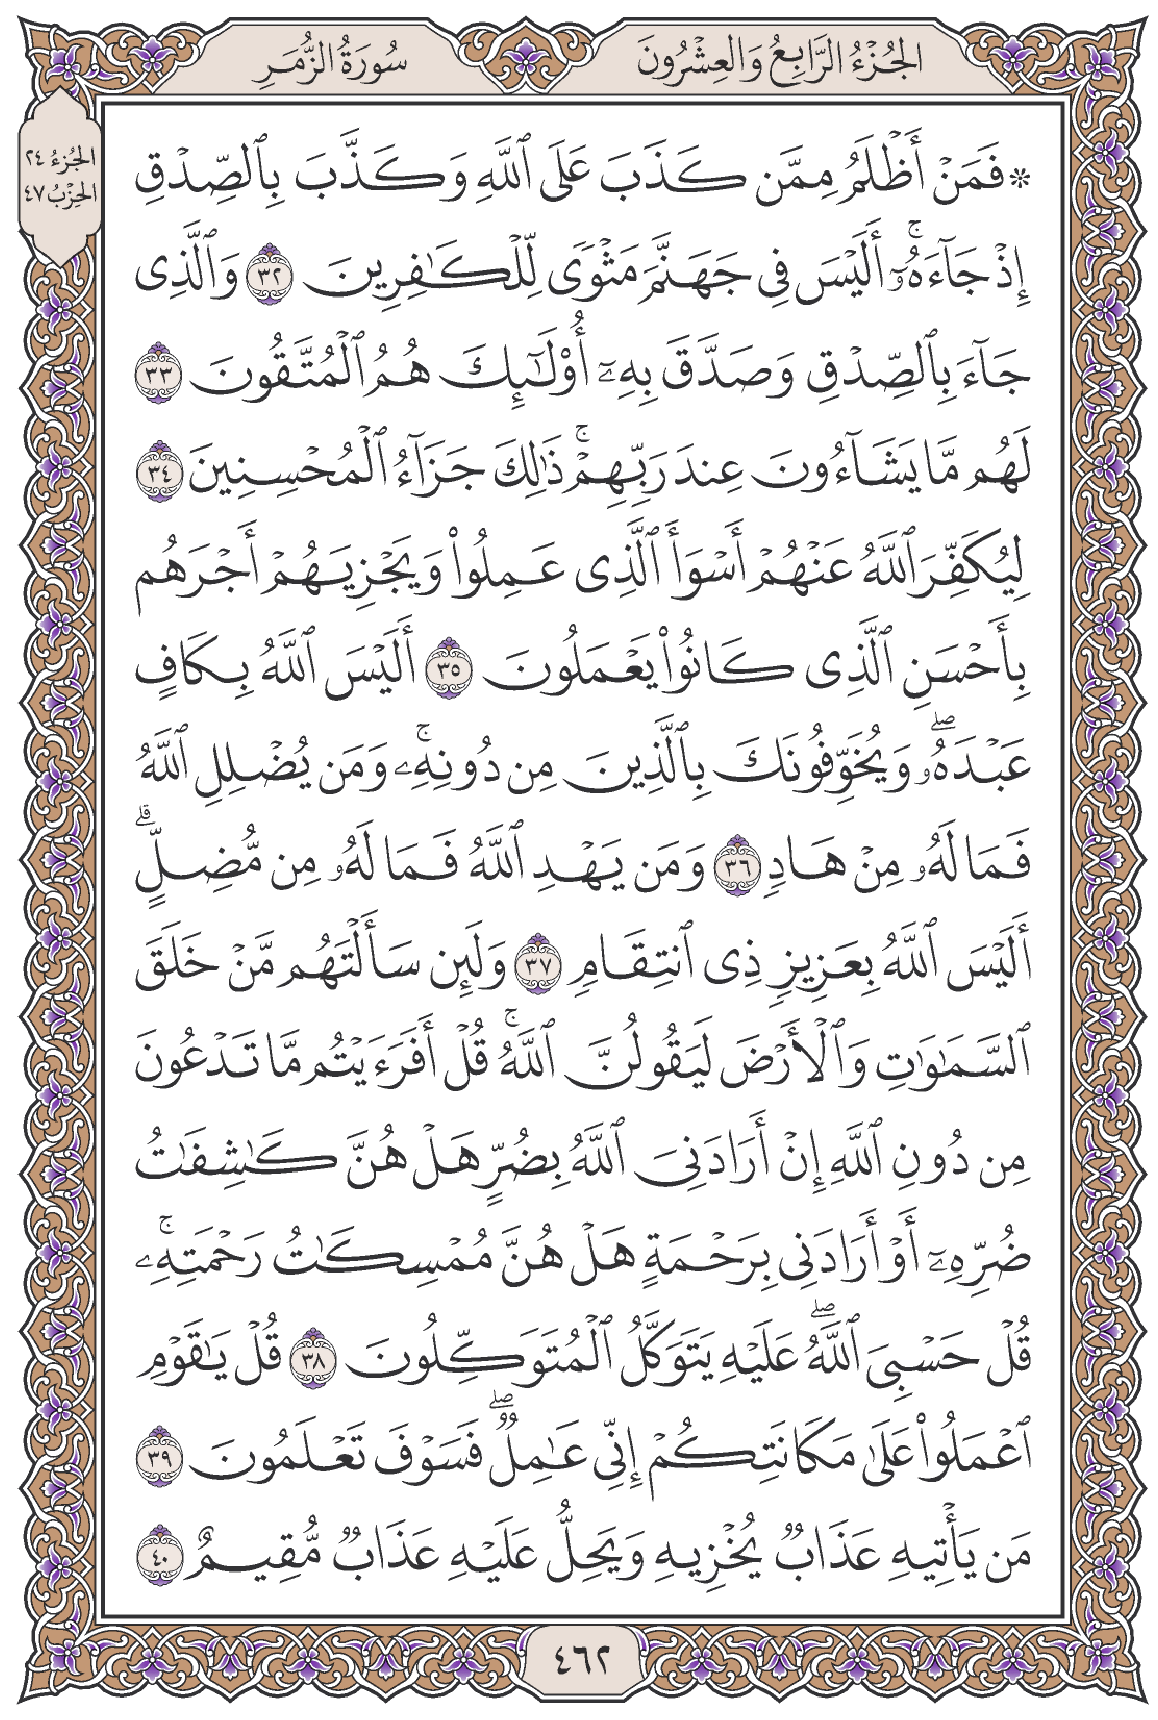 الجُزْءُ الرَّابِعُ وَالعِشْرُونَ
سُورَةُ الزُّمَرِ
الجُزءُ ٢٤
الحِزْبُ ٤٧
۞ فَمَنْ أَظْلَمُ مِمَّن كَذَبَ عَلَى ٱللَّهِ وَكَذَّبَ بِٱلصِّدْقِ
إِذْ جَآءَهُۥٓۚ أَلَيْسَ فِى جَهَنَّمَ مَثْوًى لِّلْكَـٰفِرِينَ ٣٢ وَٱلَّذِى
جَآءَ بِٱلصِّدْقِ وَصَدَّقَ بِهِۦٓ أُو۟لَـٰٓئِكَ هُمُ ٱلْمُتَّقُونَ ٣٣
لَهُم مَّا يَشَآءُونَ عِندَ رَبِّهِمْۚ ذَٰلِكَ جَزَآءُ ٱلْمُحْسِنِينَ ٣٤
لِيُكَفِّرَ ٱللَّهُ عَنْهُمْ أَسْوَأَ ٱلَّذِى عَمِلُوا۟ وَيَجْزِيَهُمْ أَجْرَهُم
بِأَحْسَنِ ٱلَّذِى كَانُوا۟ يَعْمَلُونَ ٣٥ أَلَيْسَ ٱللَّهُ بِكَافٍ
عَبْدَهُۥۖ وَيُخَوِّفُونَكَ بِٱلَّذِينَ مِن دُونِهِۦۚ وَمَن يُضْلِلِ ٱللَّهُ
فَمَا لَهُۥ مِنْ هَادٍ ٣٦ وَمَن يَهْدِ ٱللَّهُ فَمَا لَهُۥ مِن مُّضِلٍّۗ
أَلَيْسَ ٱللَّهُ بِعَزِيزٍ ذِى ٱنتِقَامٍ ٣٧ وَلَئِن سَأَلْتَهُم مَّنْ خَلَقَ
ٱلسَّمَـٰوَٰتِ وَٱلْأَرْضَ لَيَقُولُنَّ ٱللَّهُۚ قُلْ أَفَرَءَيْتُم مَّا تَدْعُونَ
مِن دُونِ ٱللَّهِ إِنْ أَرَادَنِىَ ٱللَّهُ بِضُرٍّ هَلْ هُنَّ كَـٰشِفَـٰتُ
ضُرِّهِۦٓ أَوْ أَرَادَنِى بِرَحْمَةٍ هَلْ هُنَّ مُمْسِكَـٰتُ رَحْمَتِهِۦۚ
قُلْ حَسْبِىَ ٱللَّهُۖ عَلَيْهِ يَتَوَكَّلُ ٱلْمُتَوَكِّلُونَ ٣٨ قُلْ يَـٰقَوْمِ
ٱعْمَلُوا۟ عَلَىٰ مَكَانَتِكُمْ إِنِّى عَـٰمِلٌۖ فَسَوْفَ تَعْلَمُونَ ٣٩
مَن يَأْتِيهِ عَذَابٌ يُخْزِيهِ وَيَحِلُّ عَلَيْهِ عَذَابٌ مُّقِيمٌ ٤٠
٤٦٢